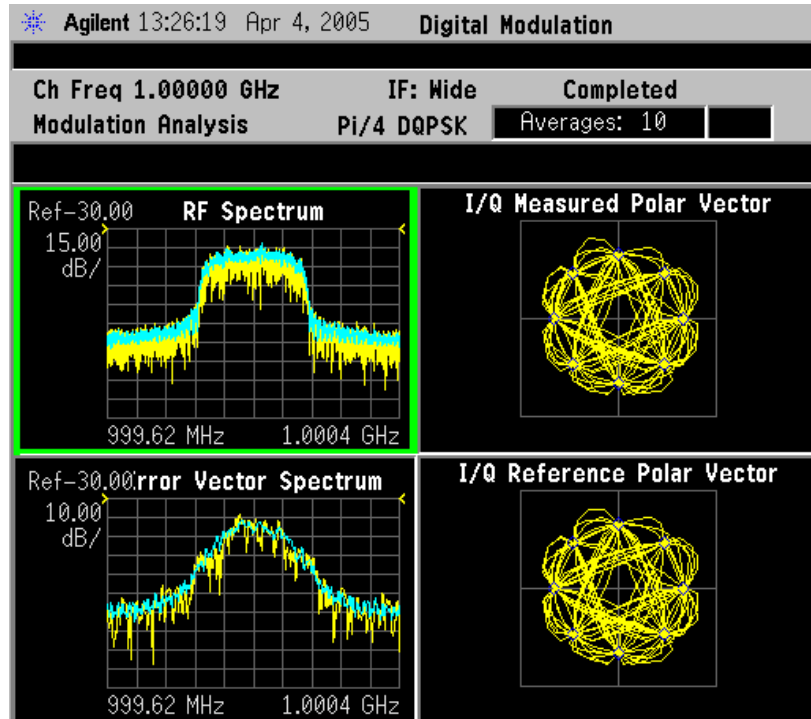 Agilent 13:26:19 Apr 4, 2005 Digital Modulation
Ch Freq 1.00000 GHz IF: Wide Completed
Modulation Analysis Pi/4 DQPSK Averages: 10
Ref-30.00 RF Spectrum
15.00
dB/
999.62 MHz 1.0004 GHz
I/Q Measured Polar Vector
Ref-30.00 rror Vector Spectrum
10.00
dB/
999.62 MHz 1.0004 GHz
I/Q Reference Polar Vector